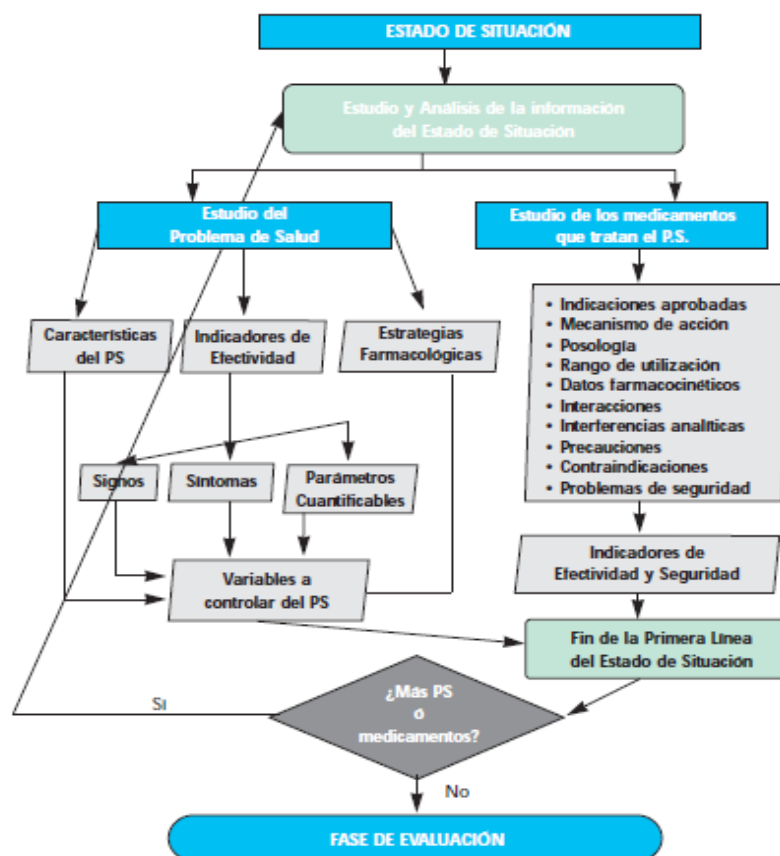 ESTADO DE SITUACIÓN
Estudio y Análisis de la información
del Estado de Situación
Estudio del
Problema de Salud
Estudio de los medicamentos
que tratan el P.S.
Características
del PS
Indicadores de
Efectividad
Estrategias
Farmacológicas
• Indicaciones aprobadas
• Mecanismo de acción
• Posología
• Rango de utilización
• Datos farmacocinéticos
• Interacciones
• Interferencias analíticas
• Precauciones
• Contraindicaciones
• Problemas de seguridad
Signos
Síntomas
Parámetros
Cuantificables
Variables a
controlar del PS
Indicadores de
Efectividad y Seguridad
Fin de la Primera Línea
del Estado de Situación
¿Más PS
ó
medicamentos?
Si
No
FASE DE EVALUACIÓN